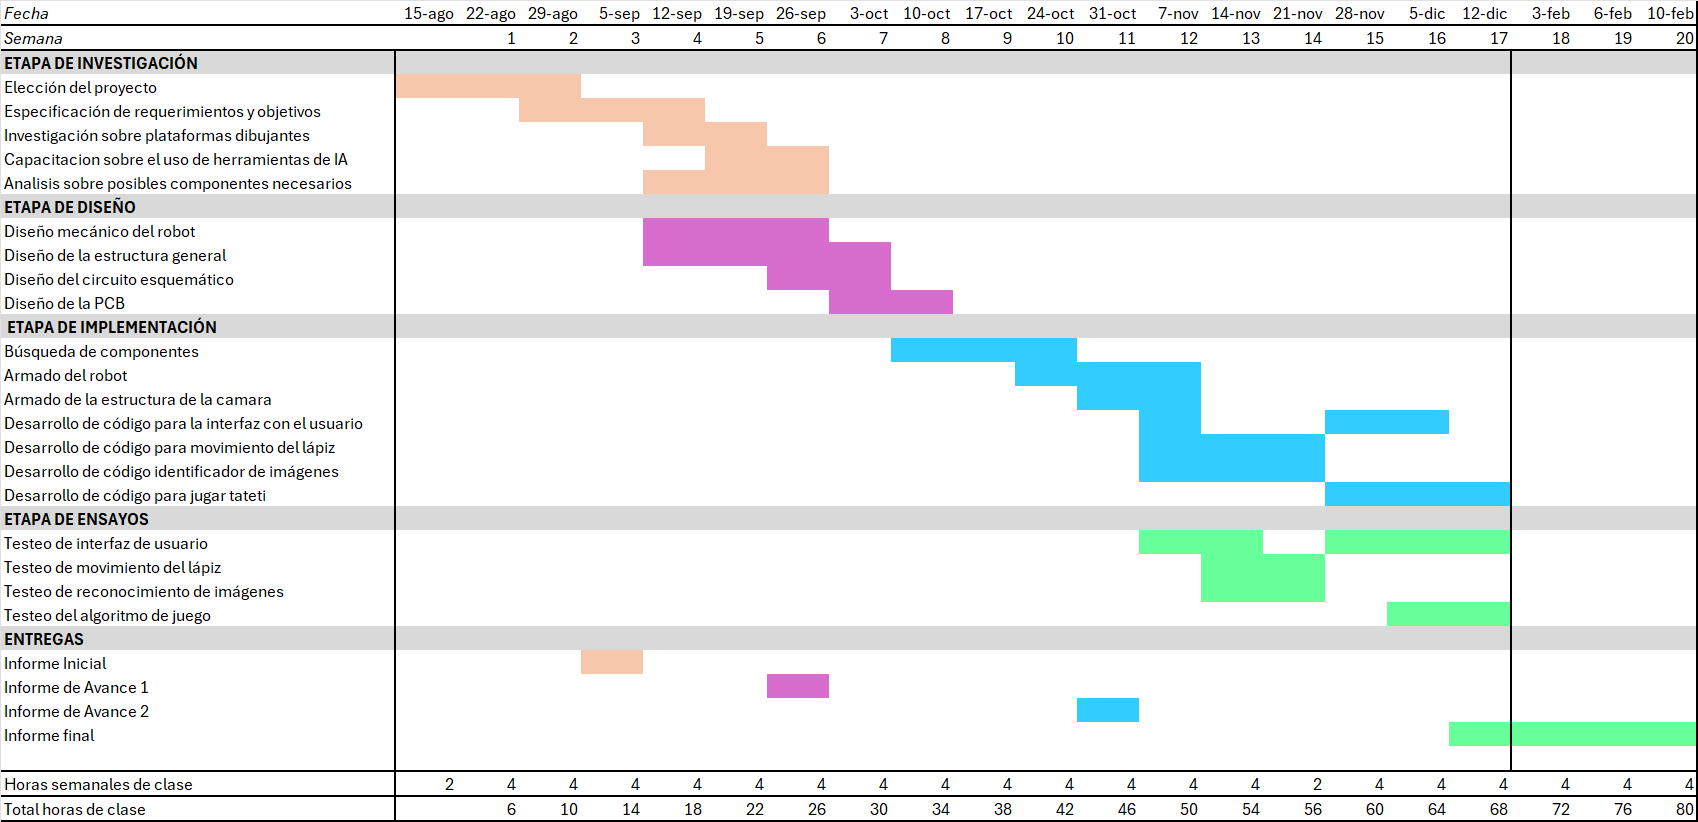 Fecha 15-ago 22-ago 29-ago 5-sep 12-sep 19-sep 26-sep 3-oct 10-oct 17-oct 24-oct 31-oct 7-nov 14-nov 21-nov 28-nov 5-dic 12-dic 3-feb 6-feb 10-feb
Semana 1 2 3 4 5 6 7 8 9 10 11 12 13 14 15 16 17 18 19 20
ETAPA DE INVESTIGACIÓN
Elección del proyecto
Especificación de requerimientos y objetivos
Investigación sobre plataformas dibujantes
Capacitacion sobre el uso de herramientas de IA
Analisis sobre posibles componentes necesarios
ETAPA DE DISEÑO
Diseño mecánico del robot
Diseño de la estructura general
Diseño del circuito esquemático
Diseño de la PCB
ETAPA DE IMPLEMENTACIÓN
Búsqueda de componentes
Armado del robot
Armado de la estructura de la camara
Desarrollo de código para la interfaz con el usuario
Desarrollo de código para movimiento del lápiz
Desarrollo de código identificador de imágenes
Desarrollo de código para jugar tateti
ETAPA DE ENSAYOS
Testeo de interfaz de usuario
Testeo de movimiento del lápiz
Testeo de reconocimiento de imágenes
Testeo del algoritmo de juego
ENTREGAS
Informe Inicial
Informe de Avance 1
Informe de Avance 2
Informe final
Horas semanales de clase 2 4 4 4 4 4 4 4 4 4 4 4 4 4 2 4 4 4 4 4 4
Total horas de clase 6 10 14 18 22 26 30 34 38 42 46 50 54 56 60 64 68 72 76 80